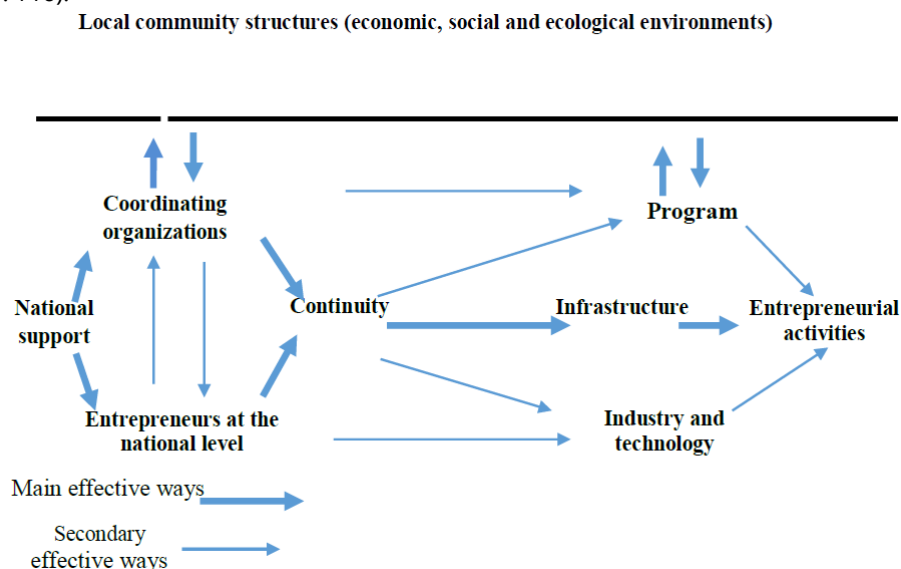 Local community structures (economic, social and ecological environments)
Coordinating
organizations
Program
National
support
Continuity
Infrastructure
Entrepreneurial
activities
Entrepreneurs at the
national level
Industry and
technology
Main effective ways
Secondary
effective ways